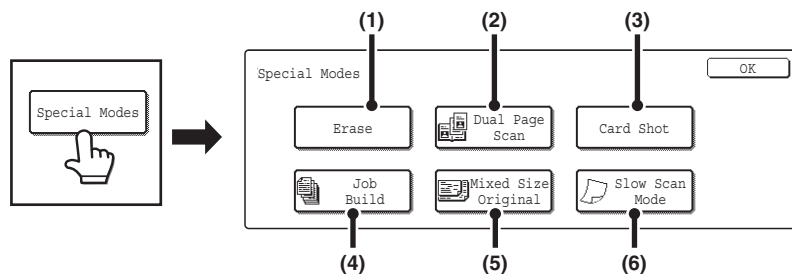 (1) (2) (3)
Special Modes
Special Modes OK
Erase
Dual Page
Scan
Card Shot
Job
Build
Mixed Size
Original
Slow Scan
Mode
(4) (5) (6)